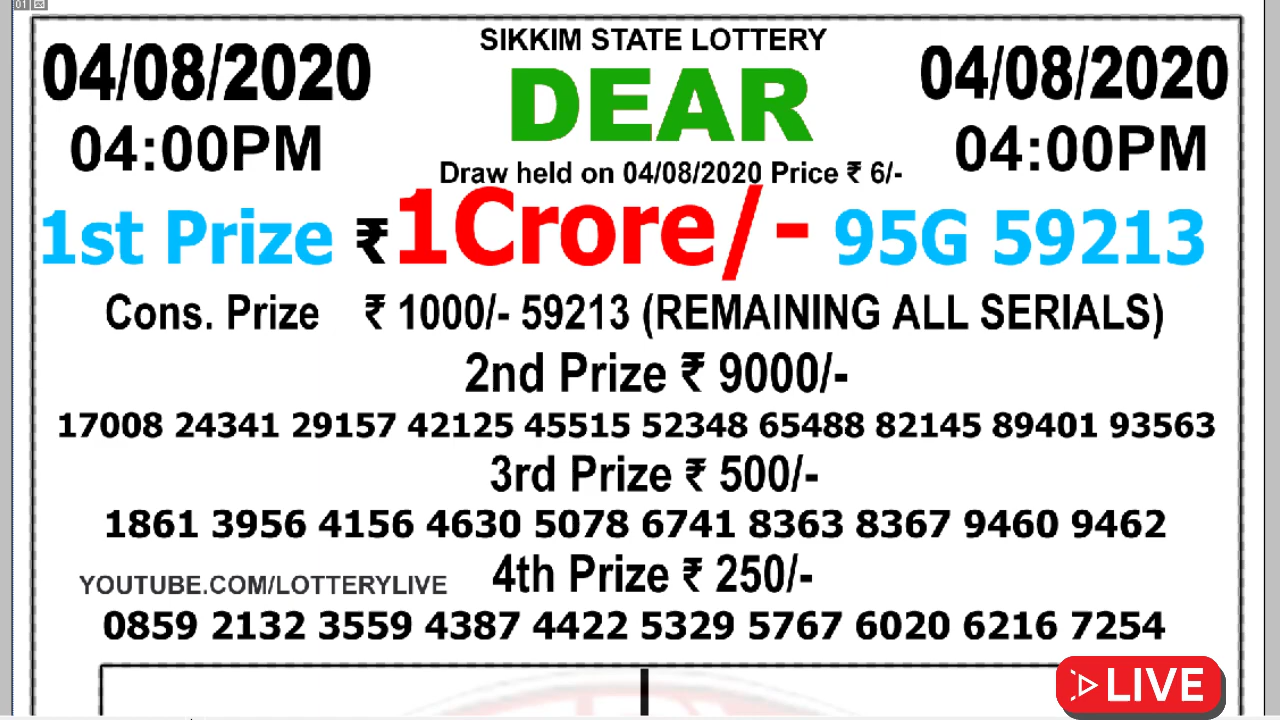 01
SIKKIM STATE LOTTERY
04/08/2020 DEAR 04/08/2020
04:00PM 04:00PM
Draw held on 04/08/2020 Price ₹ 6/-
1st Prize ₹ 1Crore/- 95G 59213
Cons. Prize ₹ 1000/- 59213 (REMAINING ALL SERIALS)
2nd Prize ₹ 9000/-
17008 24341 29157 42125 45515 52348 65488 82145 89401 93563
3rd Prize ₹ 500/-
1861 3956 4156 4630 5078 6741 8363 8367 9460 9462
4th Prize ₹ 250/-
YOUTUBE.COM/LOTTERYLIVE
0859 2132 3559 4387 4422 5329 5767 6020 6216 7254
LIVE